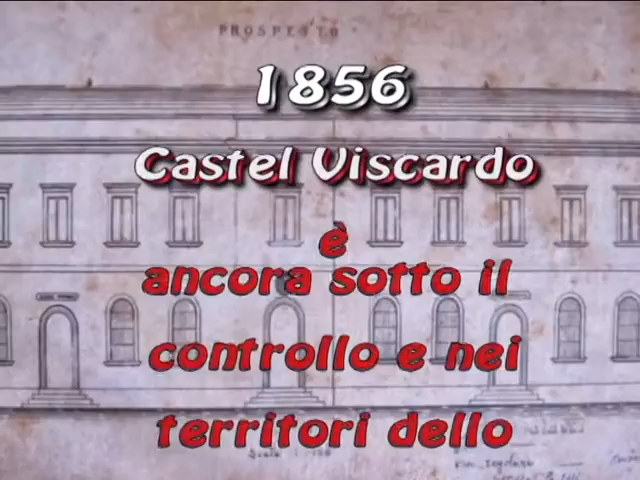 PROSPETTO
1856
Castel Viscardo
è
ancora sotto il
controllo e nei
territori dello